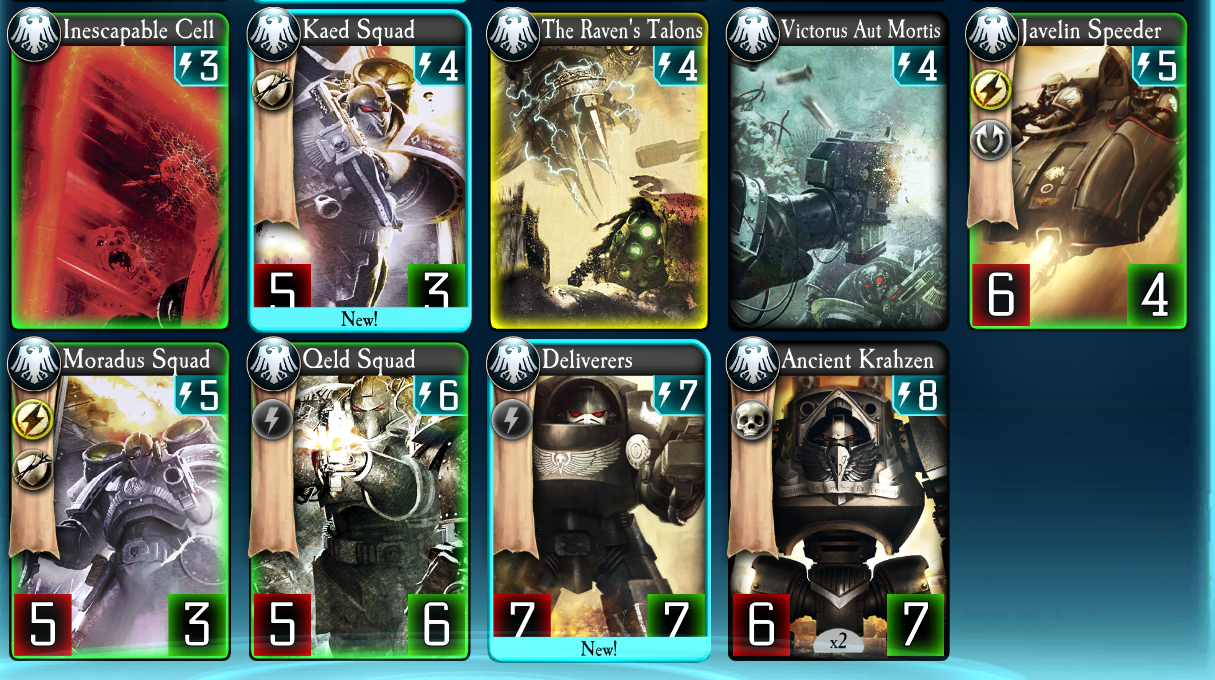 Inescapable Cell
3
Kaed Squad
4
5
3
New!
The Raven's Talons
4
Victorus Aut Mortis
4
Javelin Speeder
5
6
4
Moradus Squad
5
5
3
Qeld Squad
6
5
6
Deliverers
7
7
7
New!
Ancient Krahzen
8
6
x2
7